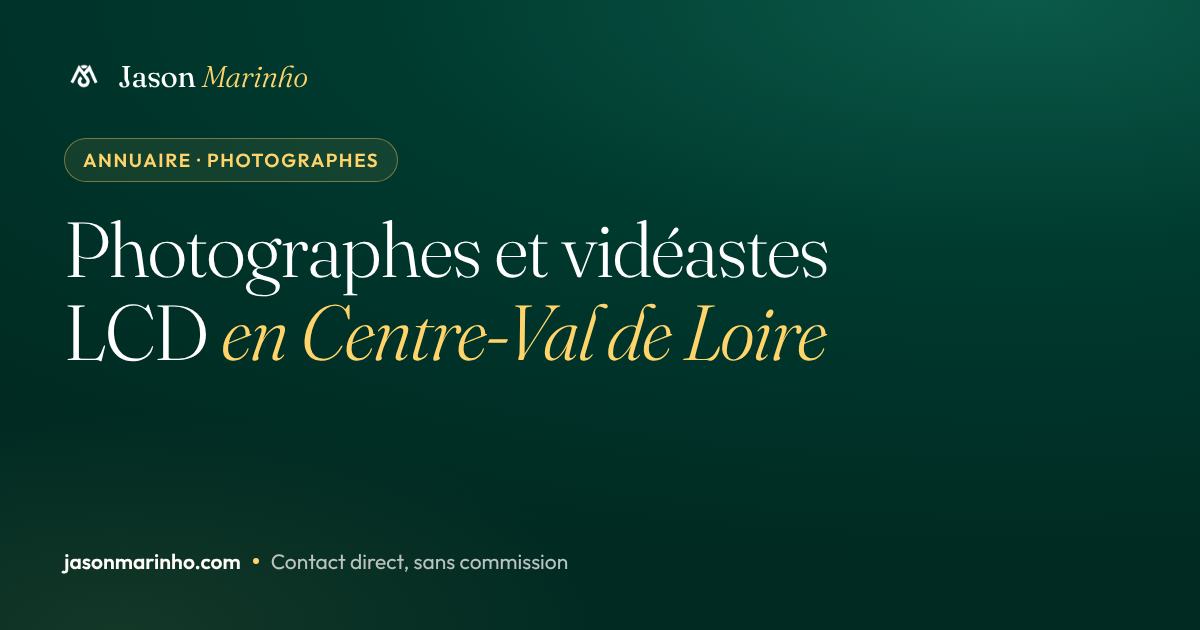 Jason Marinho
ANNUAIRE · PHOTOGRAPHES
Photographes et vidéastes
LCD en Centre-Val de Loire
jasonmarinho.com • Contact direct, sans commission